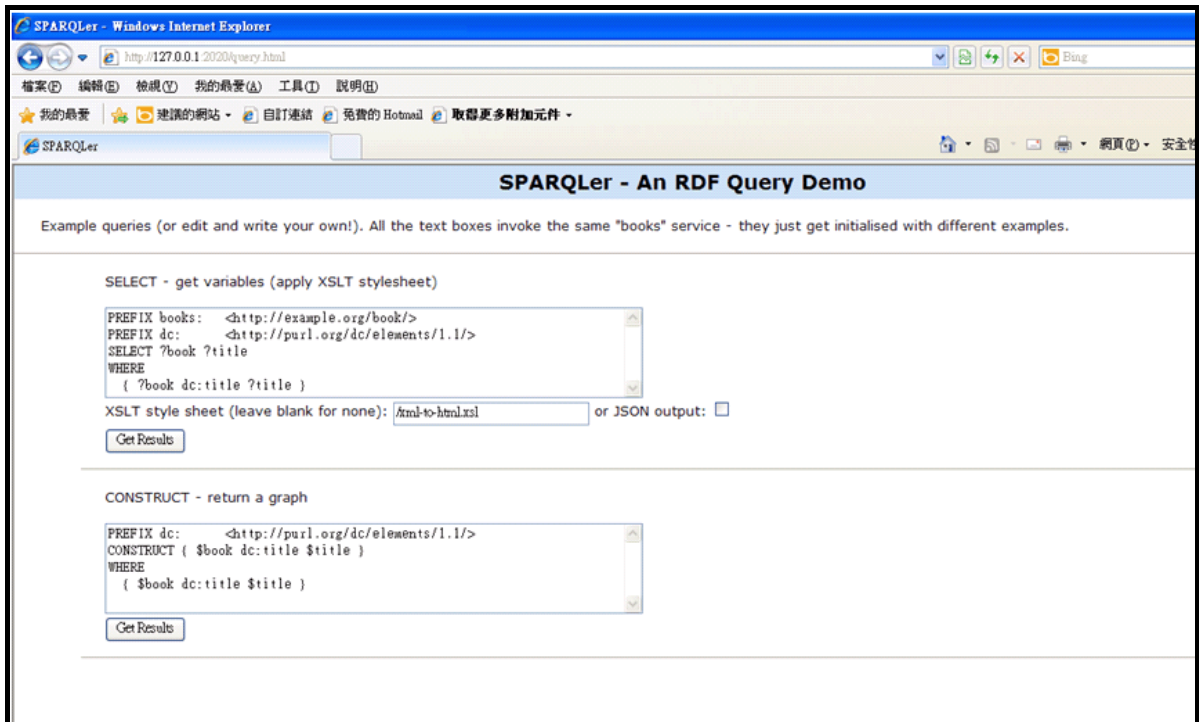 SPARQLer - Windows Internet Explorer
http://127.0.0.1:2020/query.html
Bing
檔案(F) 編輯(E) 檢視(V) 我的最愛(A) 工具(T) 說明(H)
我的最愛 建議的網站 自訂連結 免費的 Hotmail 取得更多附加元件
SPARQLer 網頁(P) 安全性
SPARQLer - An RDF Query Demo
Example queries (or edit and write your own!). All the text boxes invoke the same "books" service - they just get initialised with different examples.
SELECT - get variables (apply XSLT stylesheet)
PREFIX books: <http://example.org/book/>
PREFIX dc: <http://purl.org/dc/elements/1.1/>
SELECT ?book ?title
WHERE
{ ?book dc:title ?title }
XSLT style sheet (leave blank for none): /xml-to-html.xsl or JSON output:
Get Results
CONSTRUCT - return a graph
PREFIX dc: <http://purl.org/dc/elements/1.1/>
CONSTRUCT { $book dc:title $title }
WHERE
{ $book dc:title $title }
Get Results